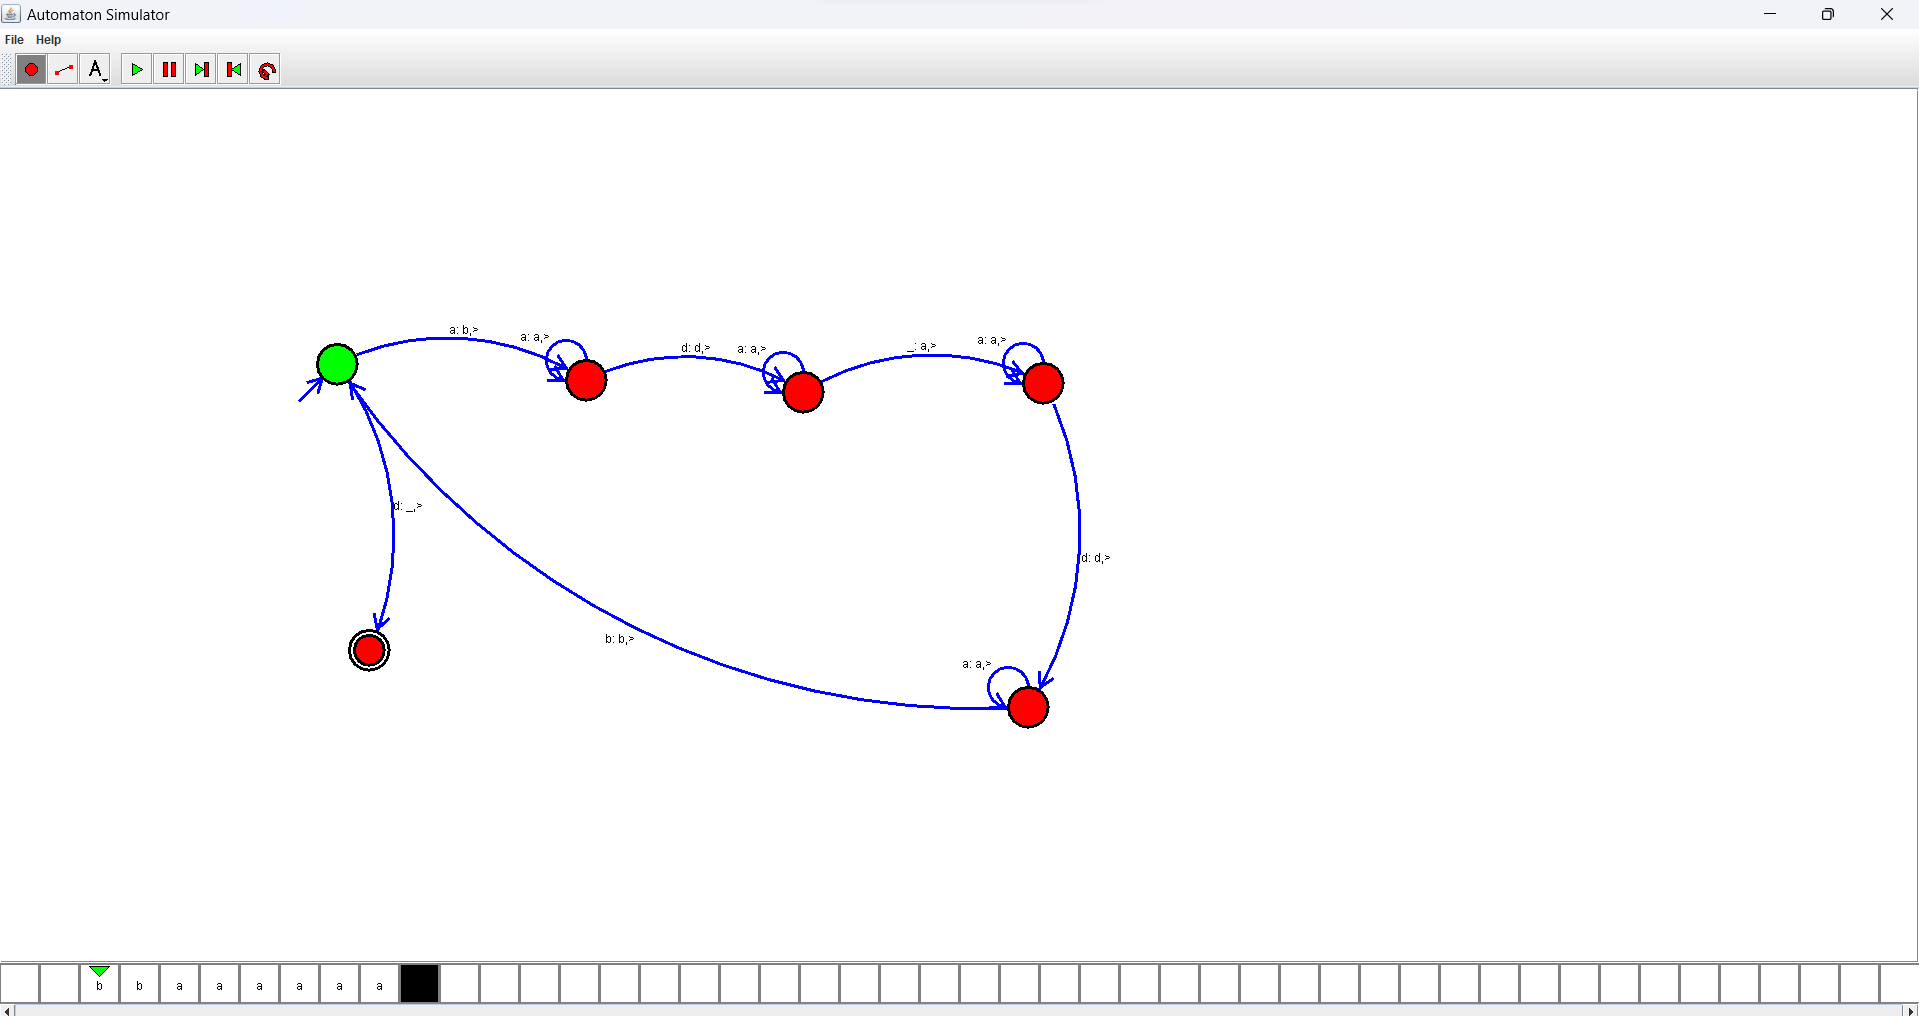 Automaton Simulator
File Help
A
a: b,>
a: a,>
d: d,>
a: a,>
_: a,>
a: a,>
d: _,>
d: d,>
b: b,>
a: a,>
b b a a a a a a